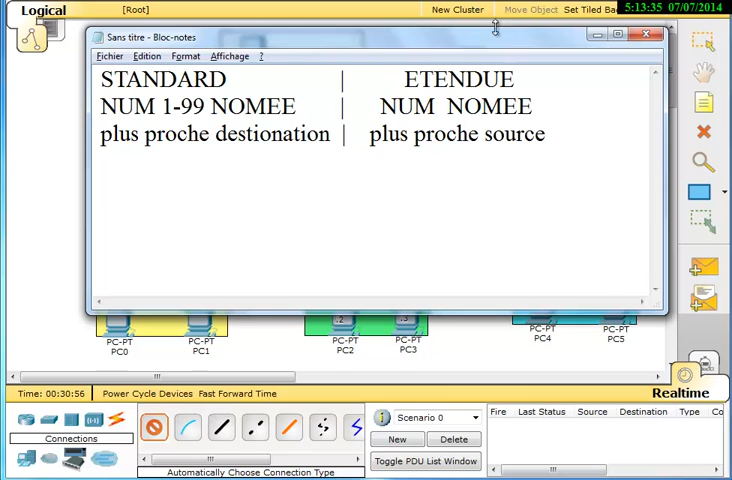 Logical [Root] New Cluster Move Object Set Tiled Ba
5:13:35 07/07/2014
Sans titre - Bloc-notes
Fichier Edition Format Affichage ?
STANDARD | ETENDUE
NUM 1-99 NOMEE | NUM NOMEE
plus proche destionation | plus proche source
.2 .3
PC-PT PC-PT PC-PT PC-PT PC-PT PC-PT
PC0 PC1 PC2 PC3 PC4 PC5
Realtime
Time: 00:30:56 Power Cycle Devices Fast Forward Time
Scenario 0
Fire Last Status Source Destination Type Co
New Delete
Connections
Toggle PDU List Window
Automatically Choose Connection Type